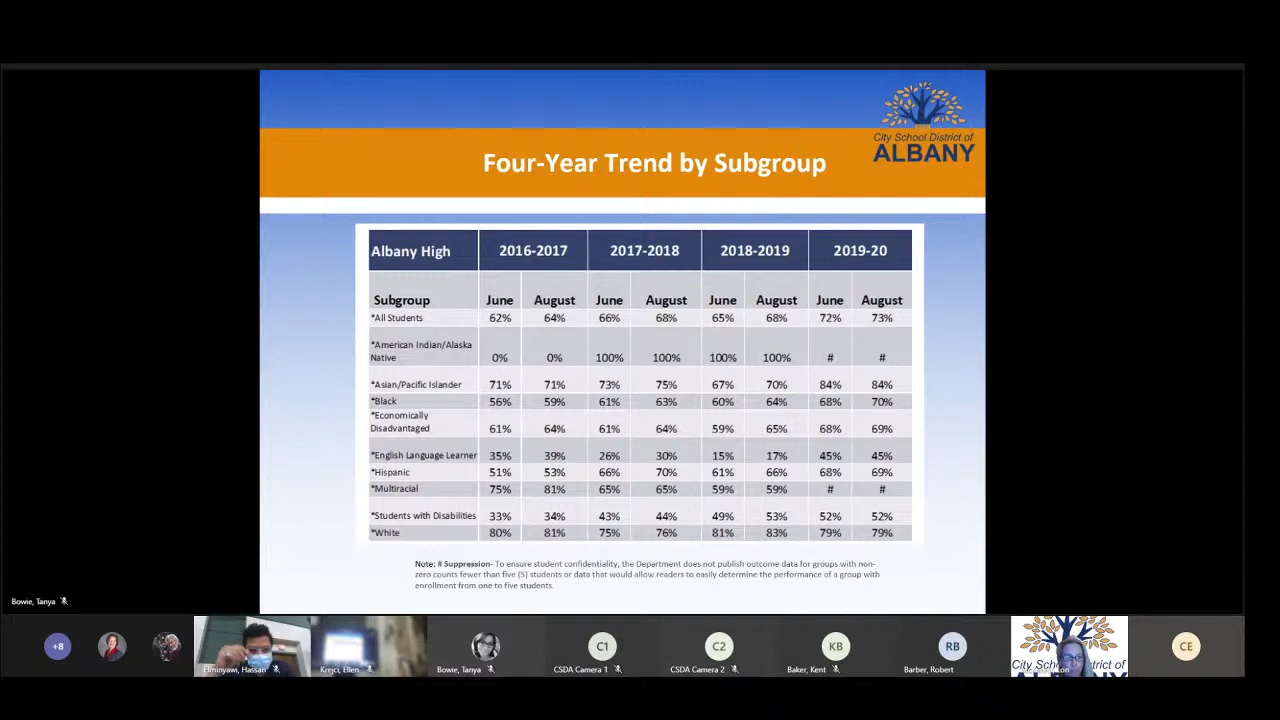 City School District of
ALBANY
Four-Year Trend by Subgroup
Albany High 2016-2017 2017-2018 2018-2019 2019-20
Subgroup June August June August June August June August
*All Students 62% 64% 66% 68% 65% 68% 72% 73%
*American Indian/Alaska
Native 0% 0% 100% 100% 100% 100% # #
*Asian/Pacific Islander 71% 71% 73% 75% 67% 70% 84% 84%
*Black 56% 59% 61% 63% 60% 64% 68% 70%
*Economically
Disadvantaged 61% 64% 61% 64% 59% 65% 68% 69%
*English Language Learner 35% 39% 26% 30% 15% 17% 45% 45%
*Hispanic 51% 53% 66% 70% 61% 66% 68% 69%
*Multiracial 75% 81% 65% 65% 59% 59% # #
*Students with Disabilities 33% 34% 43% 44% 49% 53% 52% 52%
*White 80% 81% 75% 76% 81% 83% 79% 79%
Note: # Suppression- To ensure student confidentiality, the Department does not publish outcome data for groups with non-
zero counts fewer than five (5) students or data that would allow readers to easily determine the performance of a group with
enrollment from one to five students.
Bowie, Tanya
+8
Elminyawi, Hassan
Krejci, Ellen
Bowie, Tanya
C1
CSDA Camera 1
C2
CSDA Camera 2
KB
Baker, Kent
RB
Barber, Robert
City School District of
ALBANY
CE